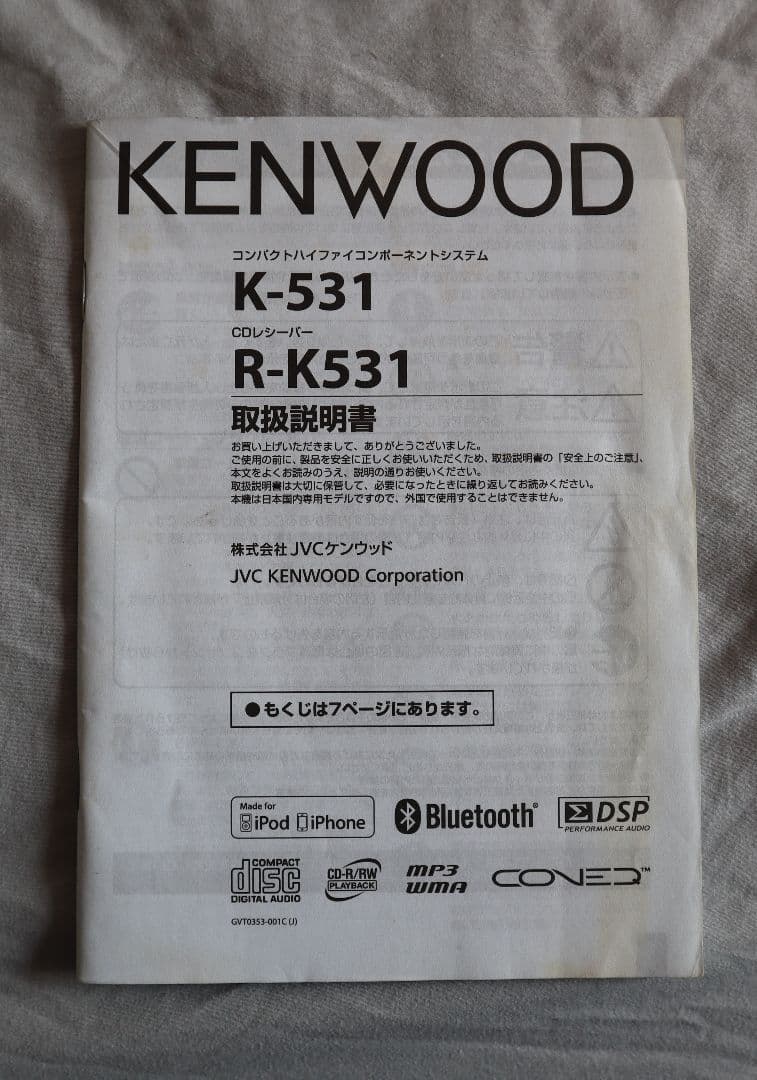 KENWOOD
コンパクトハイファイコンポーネントシステム
K-531
CDレシーバー
R-K531
取扱説明書
お買い上げいただきまして、ありがとうございました。
ご使用の前に、製品を安全に正しくお使いいただくため、取扱説明書の「安全上のご注意」、
本文をよくお読みのうえ、説明の通りお使いください。
取扱説明書は大切に保管して、必要になったときに繰り返してお読みください。
本機は日本国内専用モデルですので、外国で使用することはできません。
株式会社 JVCケンウッド
JVC KENWOOD Corporation
●もくじは7ページにあります。
Made for
iPod iPhone
Bluetooth®
ΣDSP
PERFORMANCE AUDIO
COMPACT
disc
DIGITAL AUDIO
CD-R/RW
PLAYBACK
MP3
WMA
CONEQ™
GVT0353-001C (J)